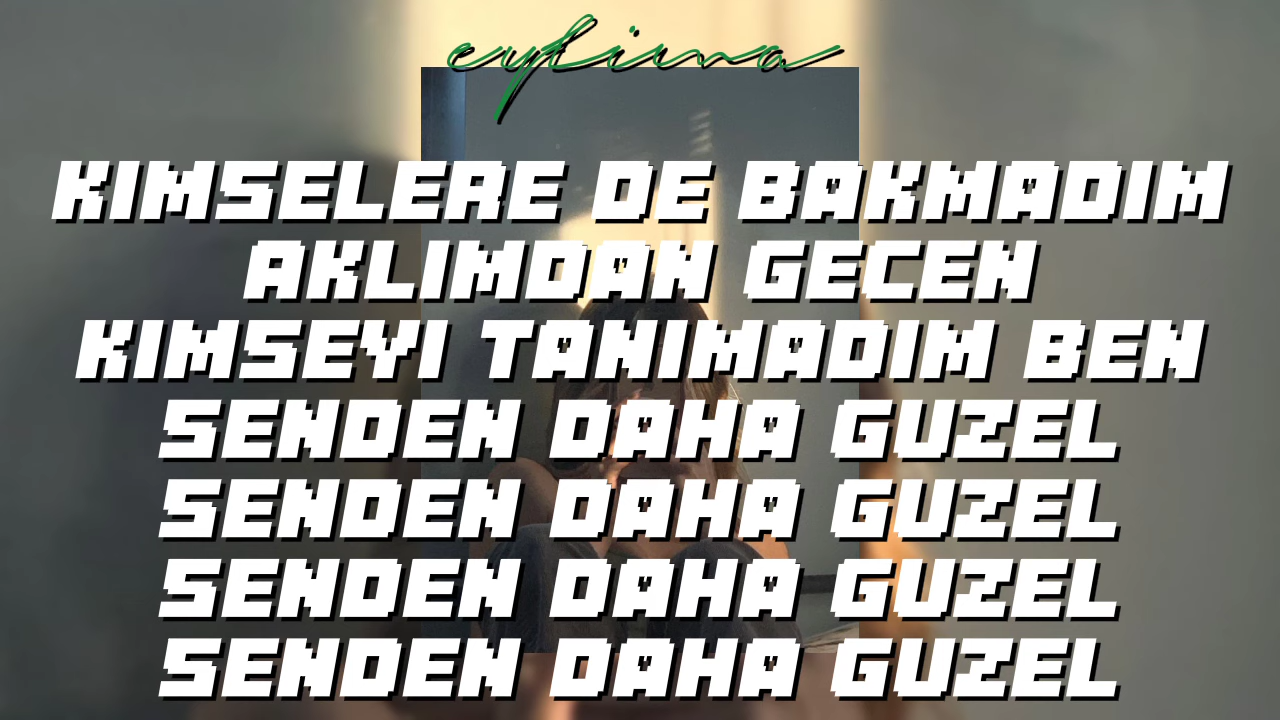 eylirma
KIMSELERE DE BAKMADIM
AKLIMDAN GECEN
KIMSEYI TANIMADIM BEN
SENDEN DAHA GUZEL
SENDEN DAHA GUZEL
SENDEN DAHA GUZEL
SENDEN DAHA GUZEL